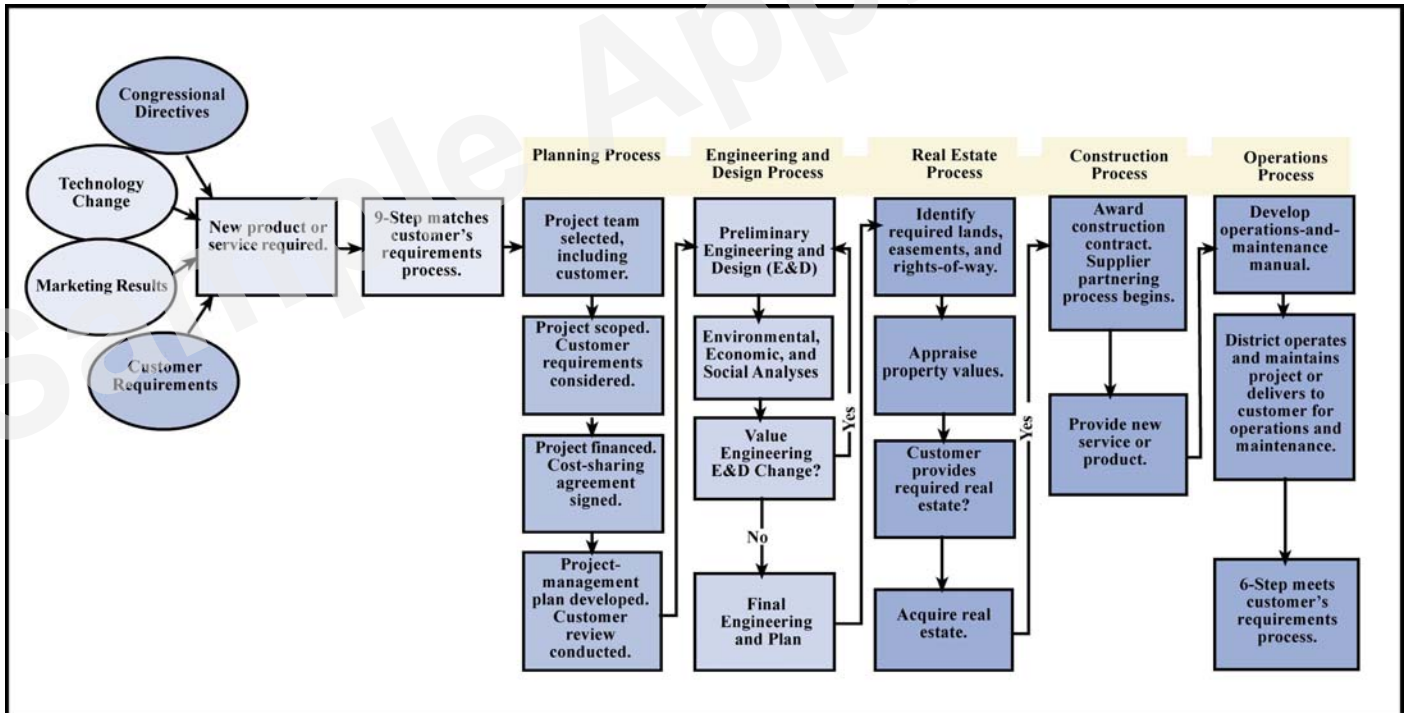 Sample App
Congressional
Directives
Technology
Change
Marketing Results
Customer
Requirements
New product or
service required.
9-Step matches
customer's
requirements
process.
Planning Process
Project team
selected,
including
customer.
Project scoped.
Customer
requirements
considered.
Project financed.
Cost-sharing
agreement
signed.
Project-
management
plan developed.
Customer
review
conducted.
Engineering and
Design Process
Preliminary
Engineering and
Design (E&D)
Environmental,
Economic, and
Social Analyses
Value
Engineering
E&D Change?
Yes
No
Final
Engineering
and Plan
Real Estate
Process
Identify
required lands,
easements, and
rights-of-way.
Appraise
property values.
Customer
provides
required real
estate?
Acquire real
estate.
Yes
Construction
Process
Award
construction
contract.
Supplier
partnering
process begins.
Provide new
service or
product.
Operations
Process
Develop
operations-and-
maintenance
manual.
District operates
and maintains
project or
delivers to
customer for
operations and
maintenance.
6-Step meets
customer's
requirements
process.